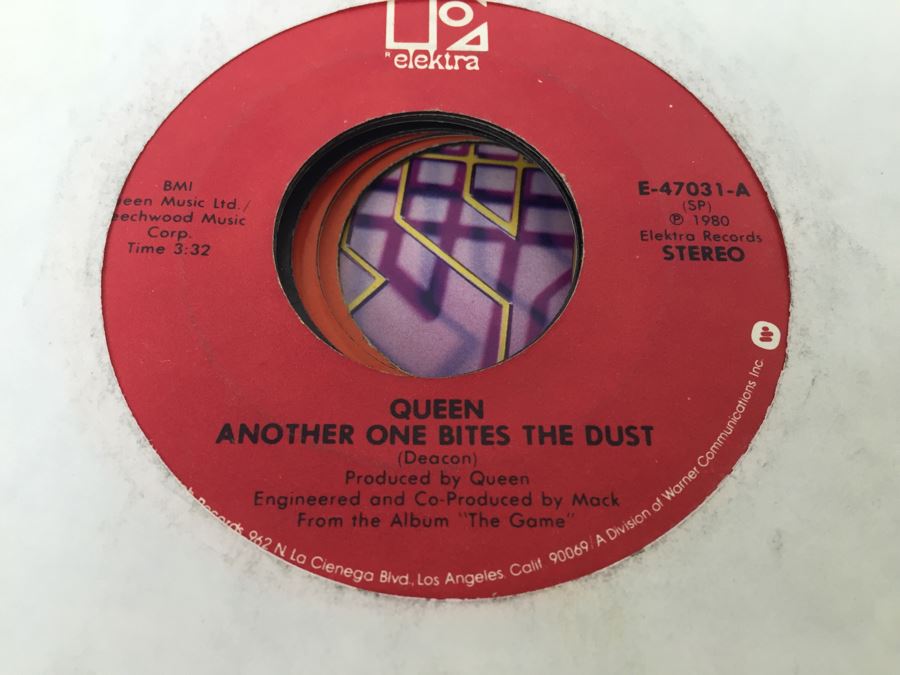 elektra
R
BMI
een Music Ltd./
eechwood Music
Corp.
Time 3:32
E-47031-A
(SP)
℗ 1980
Elektra Records
STEREO
QUEEN
ANOTHER ONE BITES THE DUST
(Deacon)
Produced by Queen
Engineered and Co-Produced by Mack
From the Album "The Game"
Records 962 N. La Cienega Blvd., Los Angeles, Calif. 90069/A Division of Warner Communications Inc.